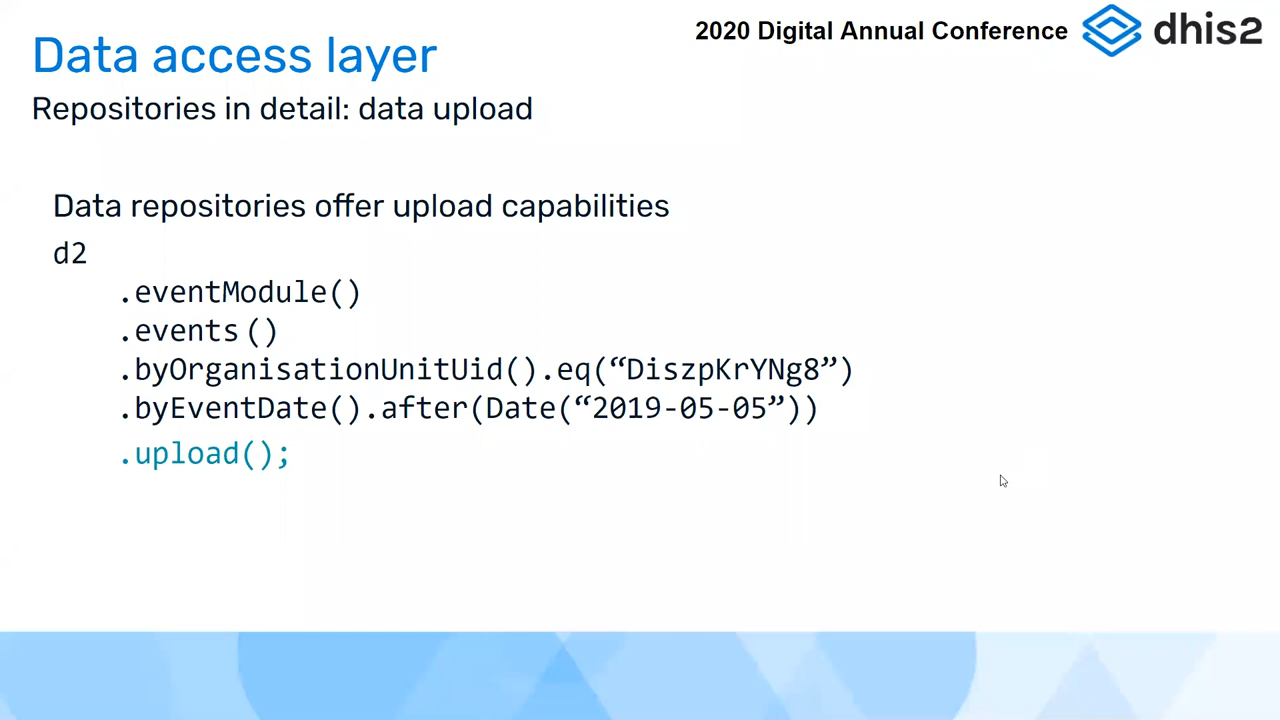 2020 Digital Annual Conference
dhis2
Data access layer
Repositories in detail: data upload
Data repositories offer upload capabilities
d2
.eventModule()
.events()
.byOrganisationUnitUid().eq(“DiszpKrYNg8”)
.byEventDate().after(Date(“2019-05-05”))
.upload();